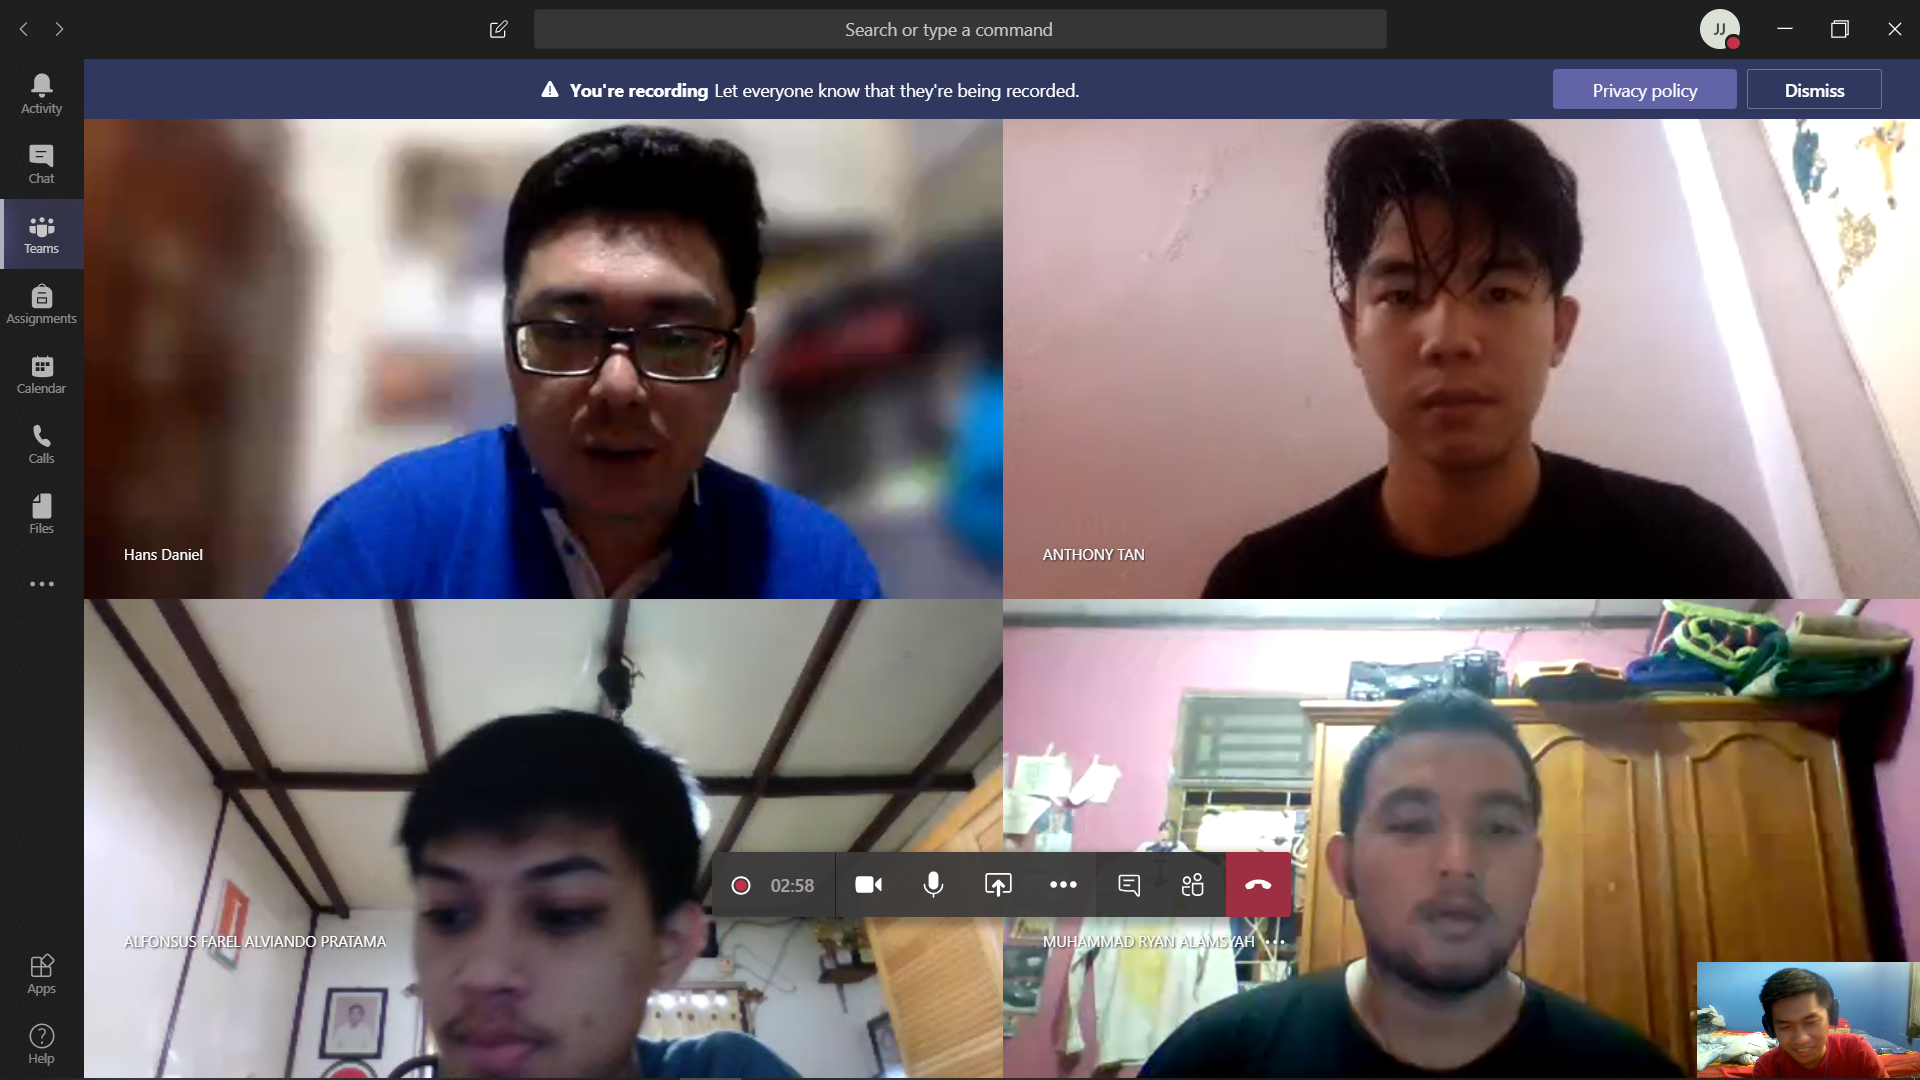 Search or type a command
JJ
Activity
Chat
Teams
Assignments
Calendar
Calls
Files
Apps
Help
You're recording Let everyone know that they're being recorded.
Privacy policy
Dismiss
Hans Daniel
ANTHONY TAN
02:58
ALFONSUS FAREL ALVIANDO PRATAMA
MUHAMMAD RYAN ALAMSYAH